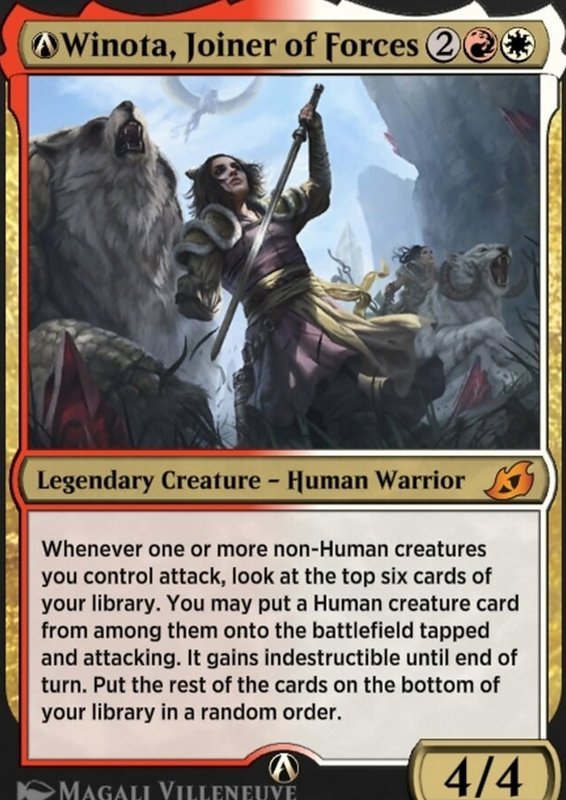 Winota, Joiner of Forces 2
Legendary Creature – Human Warrior
Whenever one or more non-Human creatures
you control attack, look at the top six cards of
your library. You may put a Human creature card
from among them onto the battlefield tapped
and attacking. It gains indestructible until end of
turn. Put the rest of the cards on the bottom of
your library in a random order.
4/4
Magali Villeneuve